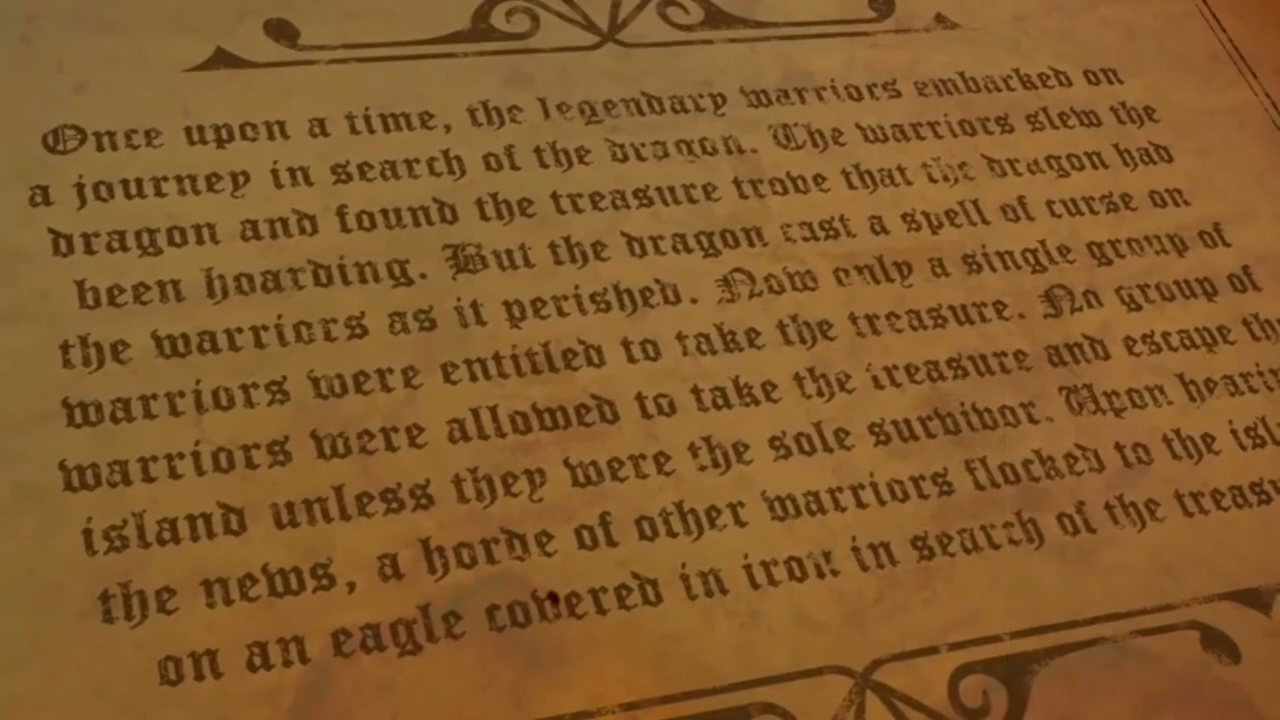 Once upon a time, the legendary warriors embarked on
a journey in search of the dragon. The warriors slew the
dragon and found the treasure trove that the dragon had
been hoarding. But the dragon cast a spell of curse on
the warriors as it perished. Now only a single group of
warriors were entitled to take the treasure. No group of
warriors were allowed to take the treasure and escape th
island unless they were the sole survivor. Upon hearin
the news, a horde of other warriors flocked to the isl
on an eagle covered in iron in search of the treasu